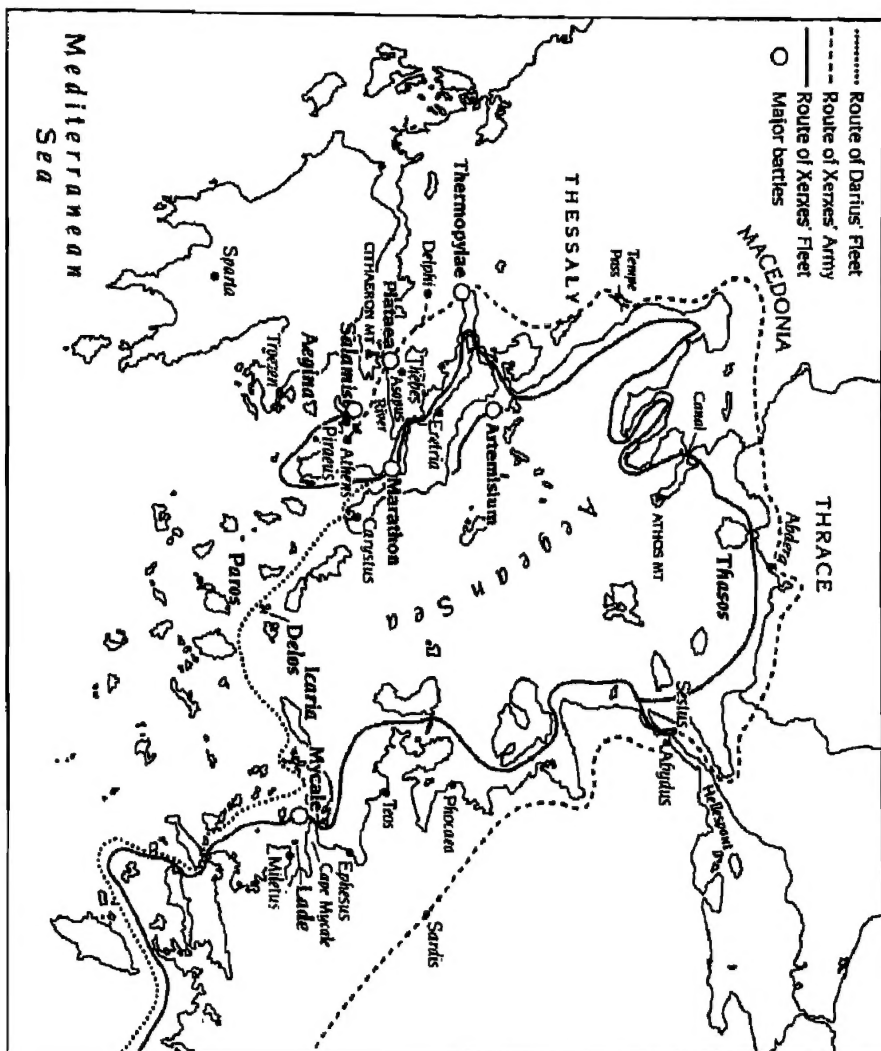 Route of Darius' Fleet
Route of Xerxes' Army
Route of Xerxes' Fleet
Major battles
MACEDONIA
THRACE
Abdera
Thasos
Canal
ATHOS MT
Tempe
Pass
THESSALY
Sestus
Abydus
Hellespont
Thermopylae
Artemisium
Aegean Sea
Delphi
Thebes
Eretria
Asopus
River
Plataea
CITHAERON MT
Marathon
Salamis
Athens
Piraeus
Carystus
Aegina
Troezen
Sparta
Phocaea
Sardis
Teos
Ephesus
Cape Mycale
Mycale
Lade
Miletus
Icaria
Delos
Paros
Mediterranean
Sea